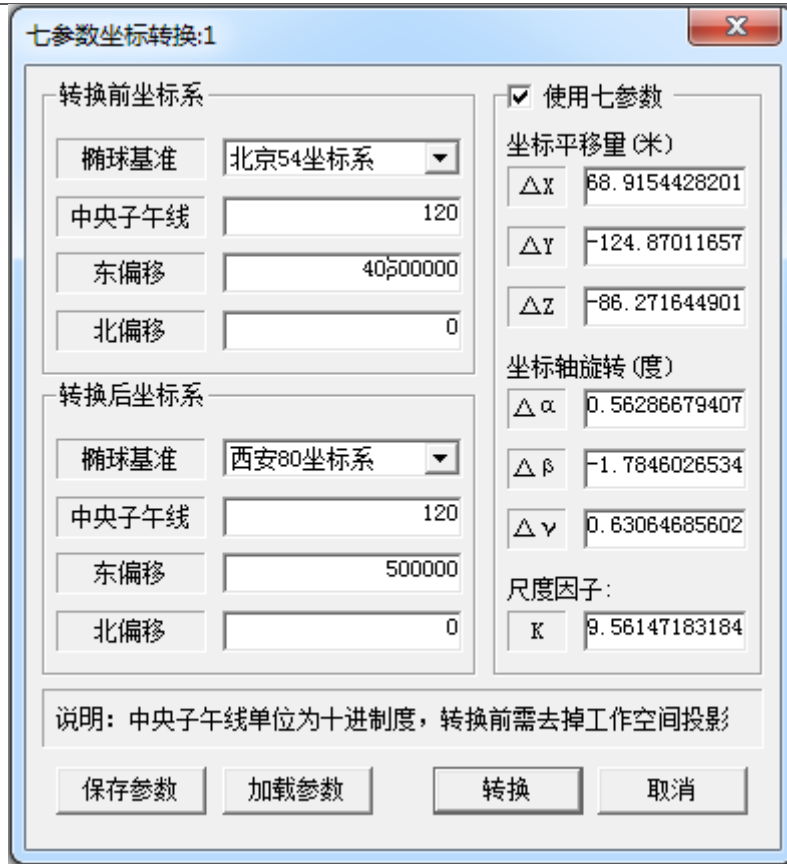 七参数坐标转换:1
转换前坐标系
椭球基准 北京54坐标系
中央子午线 120
东偏移 40500000
北偏移 0
转换后坐标系
椭球基准 西安80坐标系
中央子午线 120
东偏移 500000
北偏移 0
使用七参数
坐标平移量(米)
△X 68.9154428201
△Y -124.87011657
△Z -86.271644901
坐标轴旋转(度)
△α 0.56286679407
△β -1.7846026534
△γ 0.63064685602
尺度因子:
K 9.56147183184
说明：中央子午线单位为十进制度，转换前需去掉工作空间投影
保存参数 加载参数 转换 取消